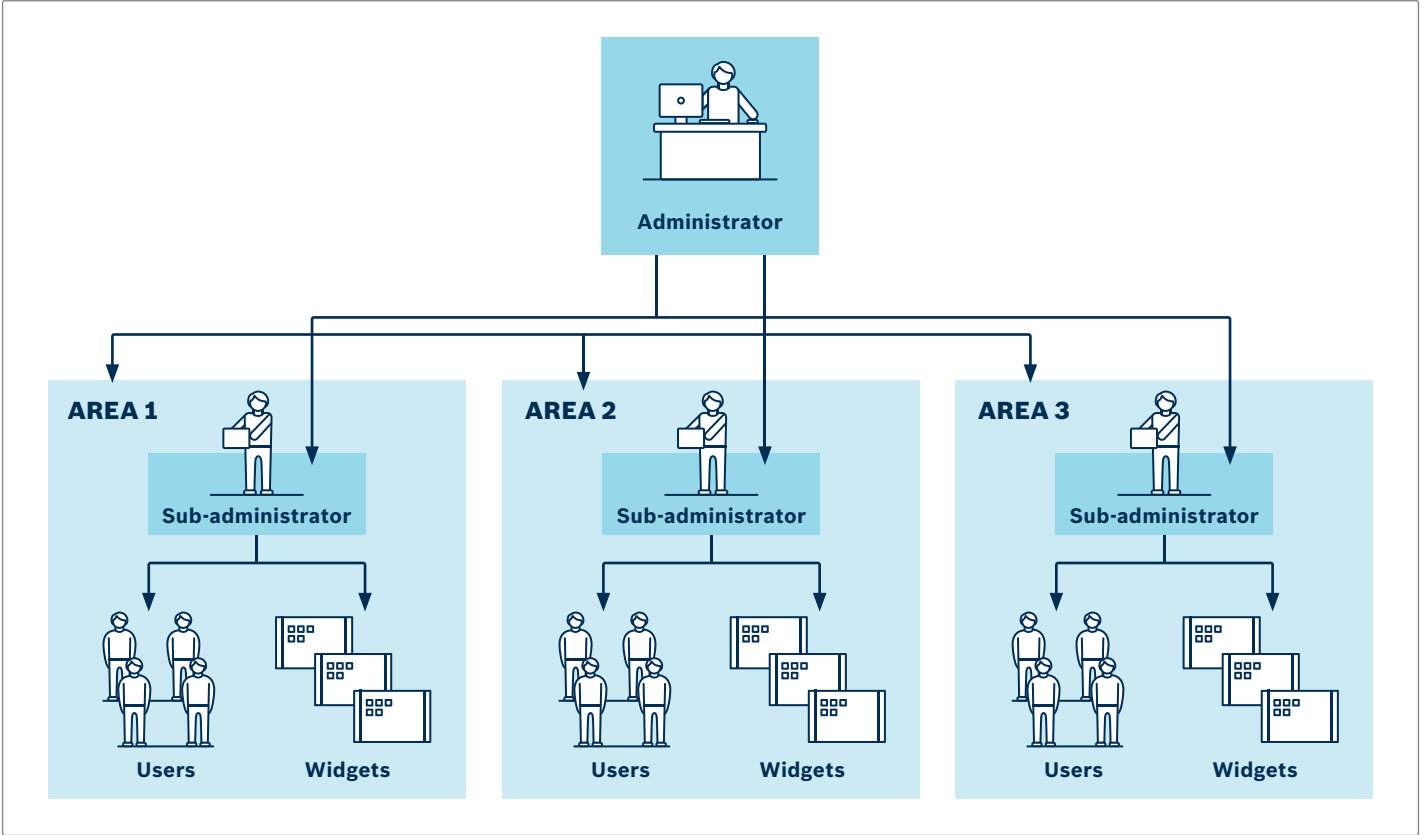 Administrator
AREA 1
Sub-administrator
Users
Widgets
AREA 2
Sub-administrator
Users
Widgets
AREA 3
Sub-administrator
Users
Widgets